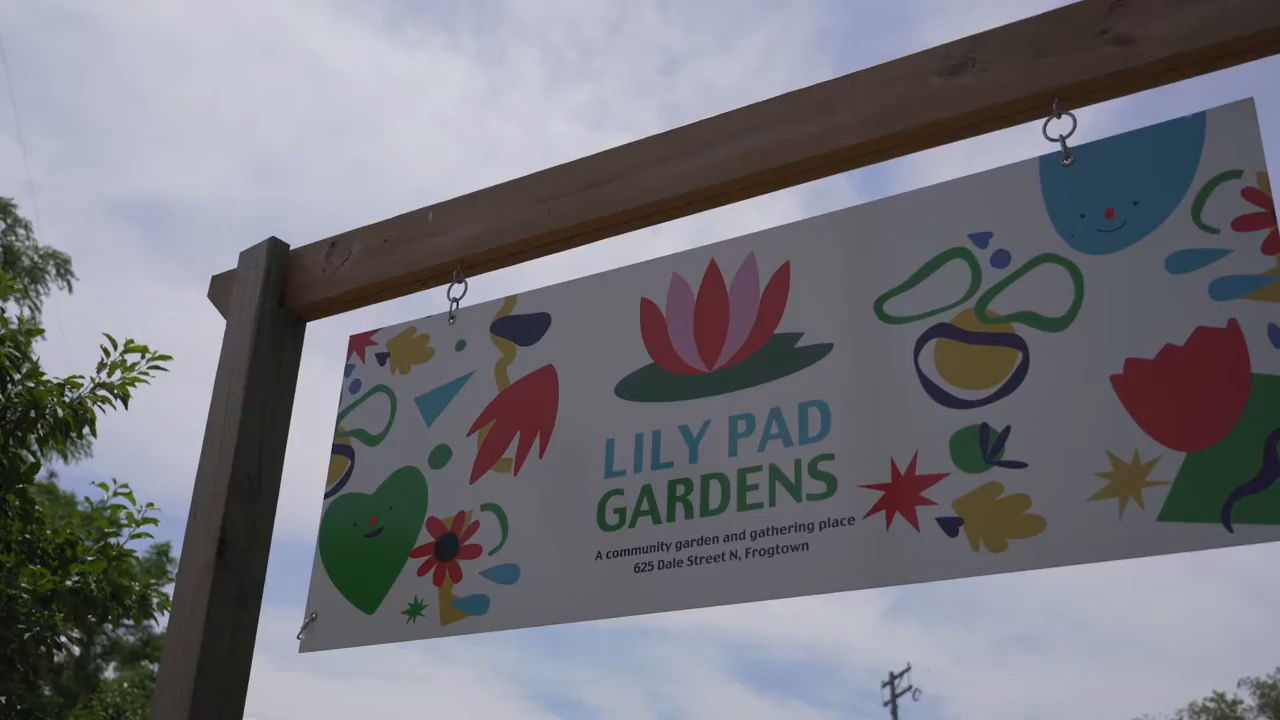 LILY PAD
GARDENS
A community garden and gathering place
625 Dale Street N, Frogtown